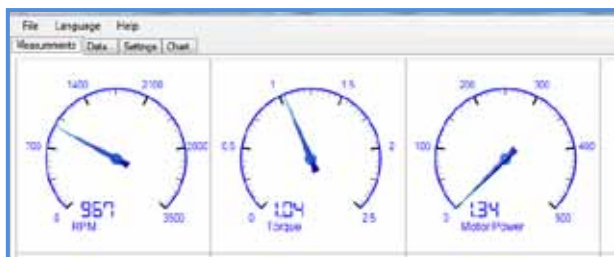 File Language Help
Measurements Data Settings Chart
1400 2100
700 2800
0 3500
967
RPM
1 1.5
0.5 2
0 2.5
1.04
Torque
200 300
100 400
0 500
1.34
Motor Power